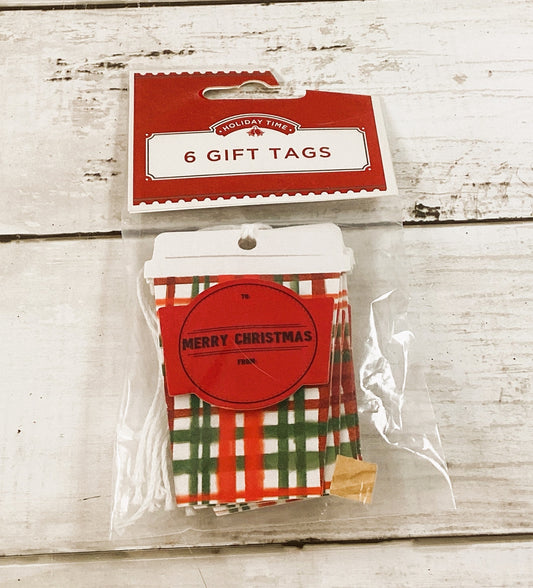 HOLIDAY TIME
6 GIFT TAGS
TO:
MERRY CHRISTMAS
FROM: